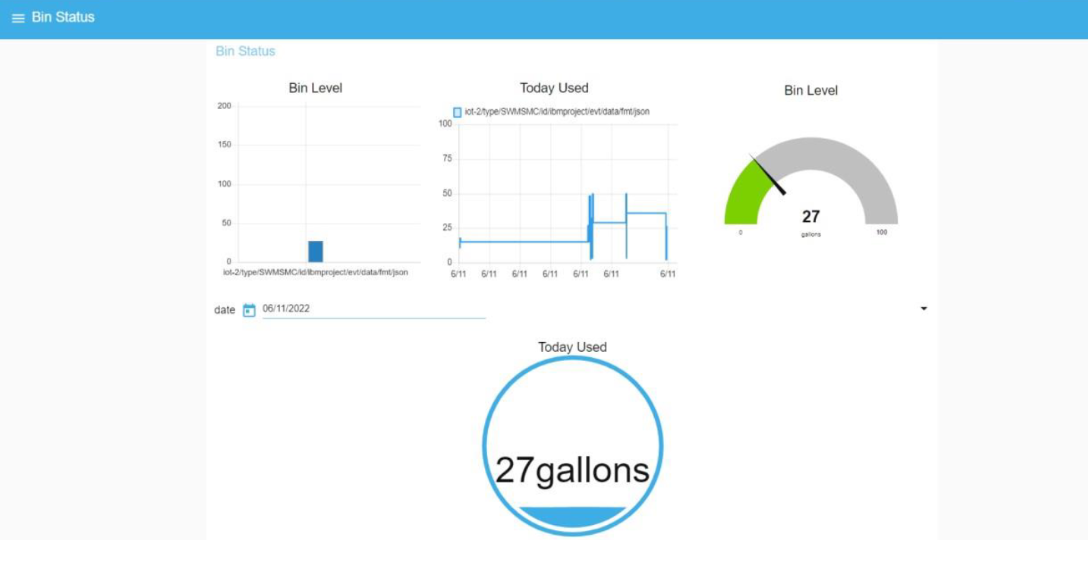 Bin Status
Bin Status
Bin Level
200
150
100
50
0
iot-2/type/SWMSMC/id/ibmproject/evt/data/fmt/json
Today Used
iot-2/type/SWMSMC/id/ibmproject/evt/data/fmt/json
100
75
50
25
0
6/11 6/11 6/11 6/11 6/11 6/11 6/11
Bin Level
27
gallons
0 100
date 06/11/2022
Today Used
27gallons